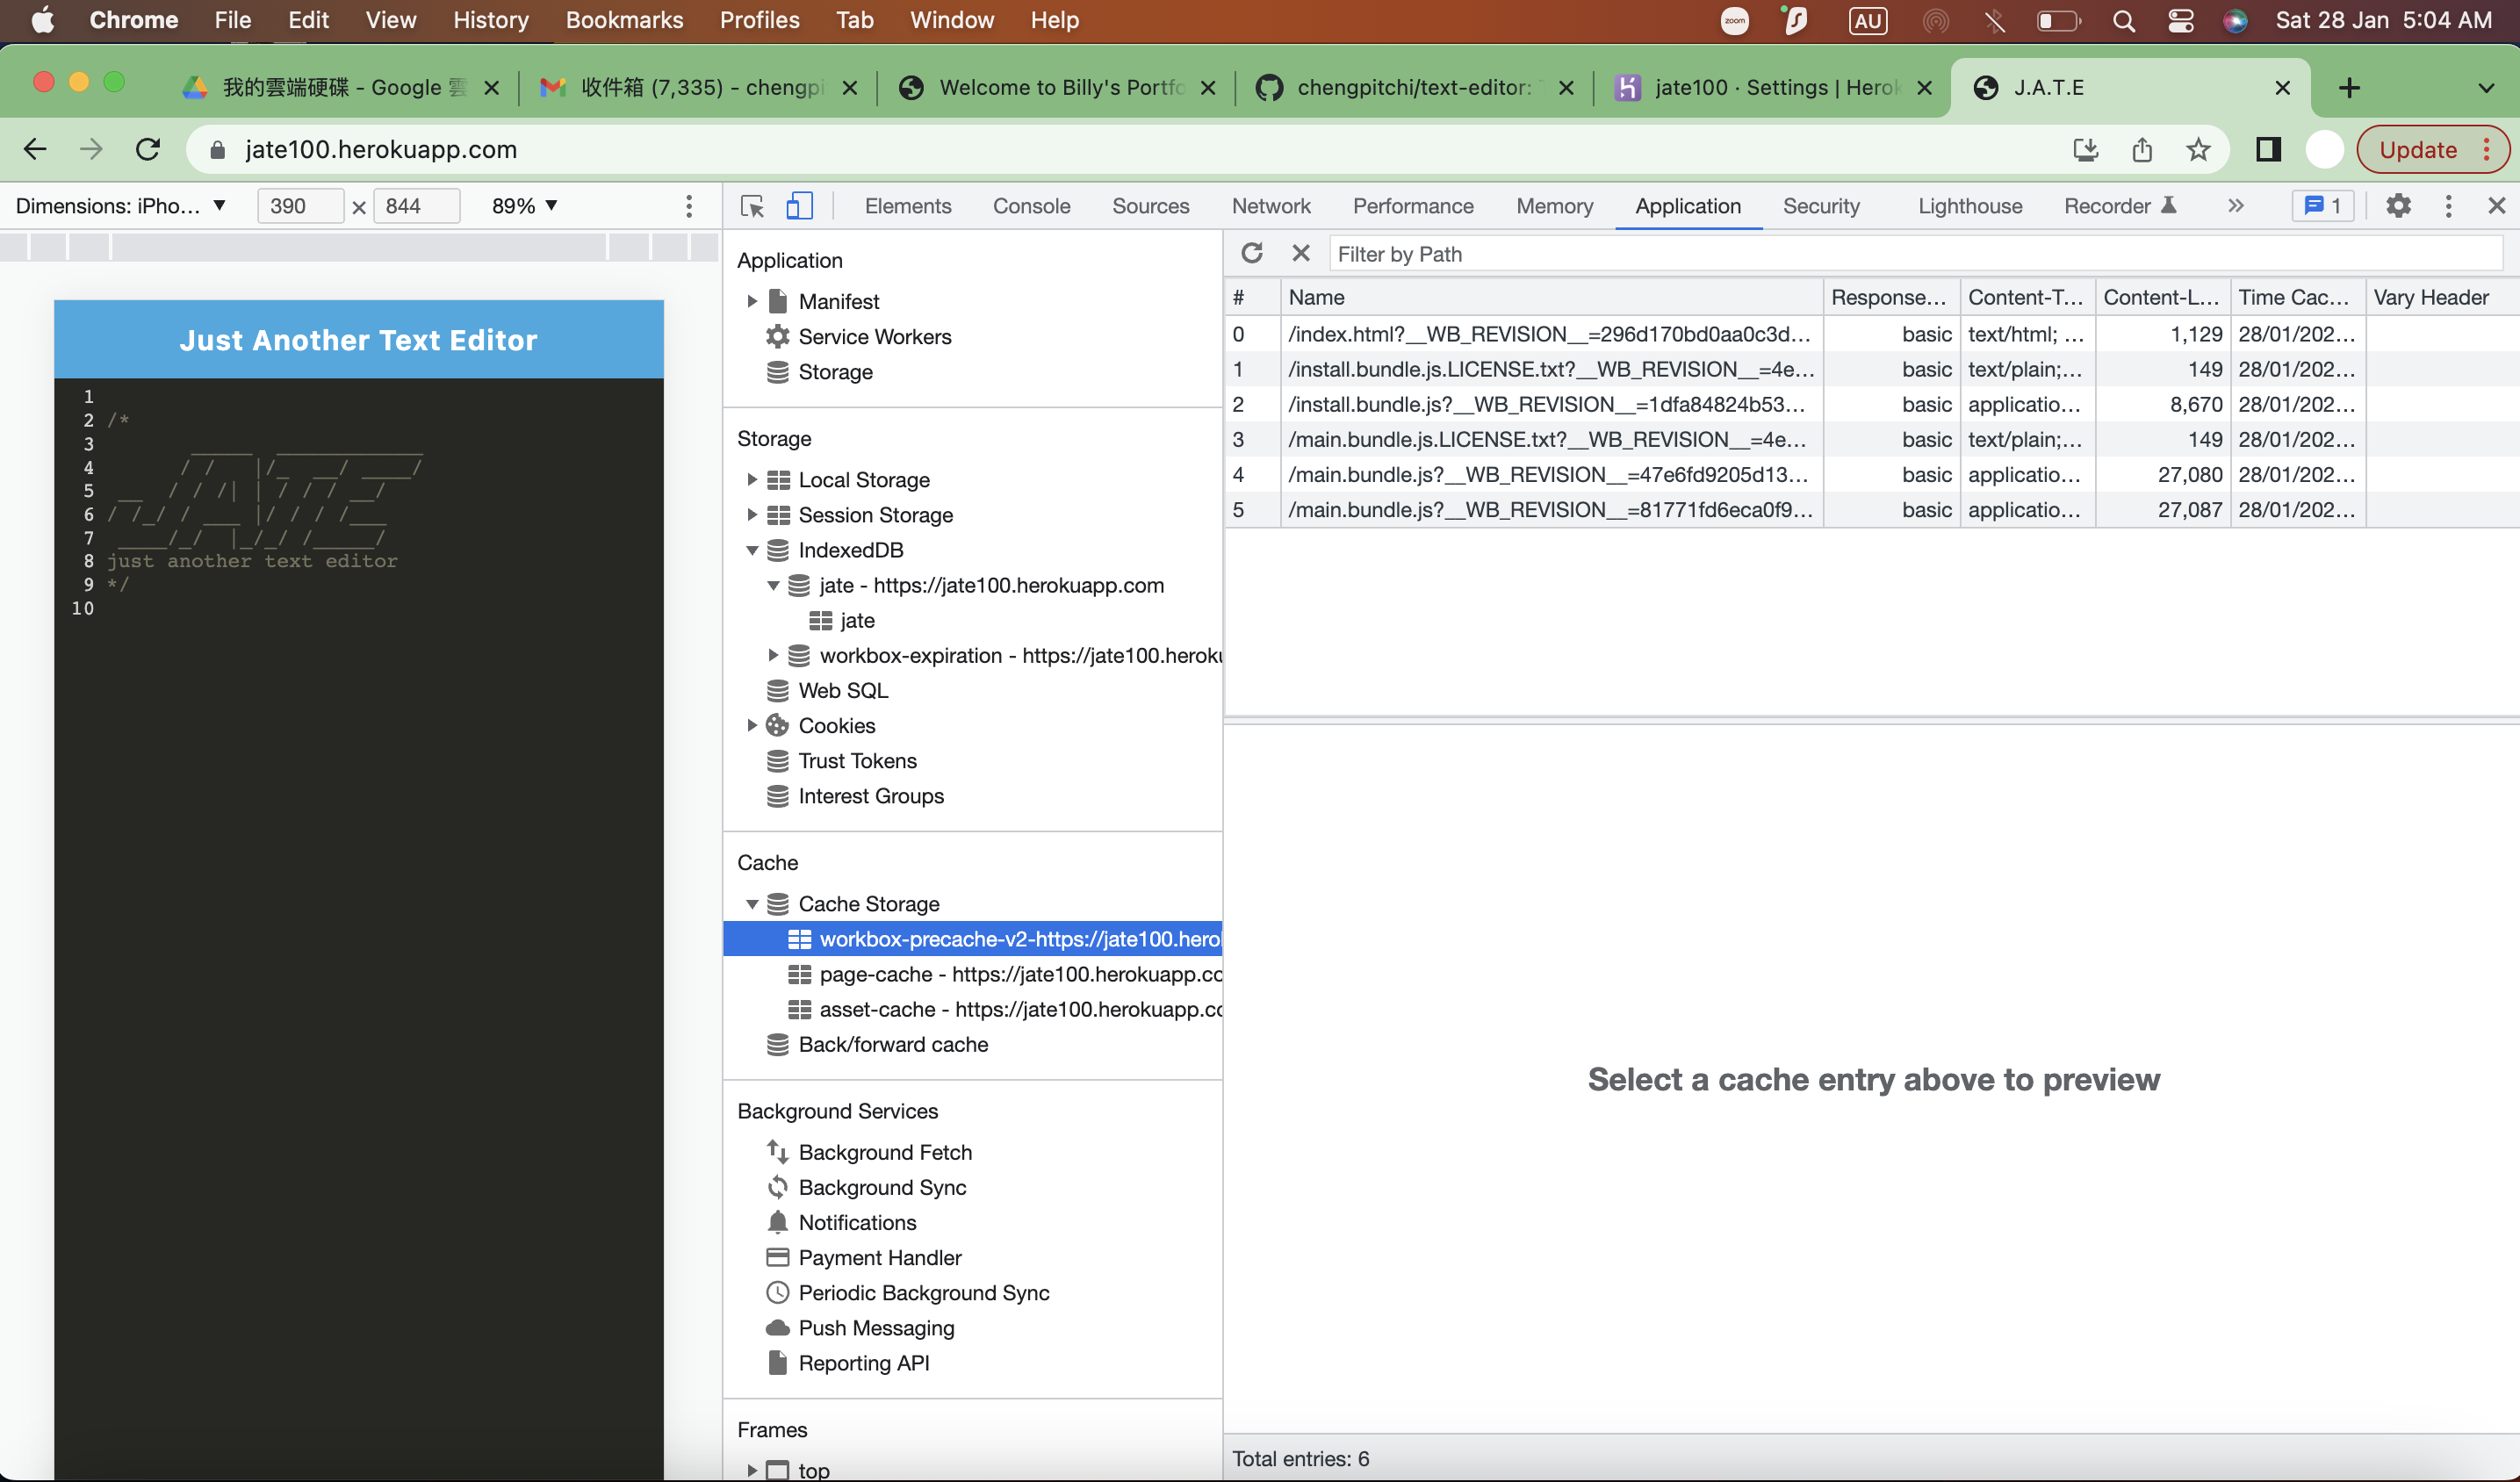 Chrome File Edit View History Bookmarks Profiles Tab Window Help zoom AU Sat 28 Jan 5:04 AM
我的雲端硬碟 - Google 雲 收件箱 (7,335) - chengpi Welcome to Billy's Portfo chengpitchi/text-editor: jate100 · Settings | Herok J.A.T.E
jate100.herokuapp.com Update
Dimensions: iPho... 390 × 844 89% Elements Console Sources Network Performance Memory Application Security Lighthouse Recorder 1
Just Another Text Editor
1
2 /*
3
4
5
6
7
8 just another text editor
9 */
10
Application
Manifest
Service Workers
Storage
Storage
Local Storage
Session Storage
IndexedDB
jate - https://jate100.herokuapp.com
jate
workbox-expiration - https://jate100.heroku
Web SQL
Cookies
Trust Tokens
Interest Groups
Cache
Cache Storage
workbox-precache-v2-https://jate100.hero
page-cache - https://jate100.herokuapp.co
asset-cache - https://jate100.herokuapp.co
Back/forward cache
Background Services
Background Fetch
Background Sync
Notifications
Payment Handler
Periodic Background Sync
Push Messaging
Reporting API
Frames
top
Filter by Path
# Name Response... Content-T... Content-L... Time Cac... Vary Header
0 /index.html?__WB_REVISION__=296d170bd0aa0c3d... basic text/html; ... 1,129 28/01/202...
1 /install.bundle.js.LICENSE.txt?__WB_REVISION__=4e... basic text/plain;... 149 28/01/202...
2 /install.bundle.js?__WB_REVISION__=1dfa84824b53... basic applicatio... 8,670 28/01/202...
3 /main.bundle.js.LICENSE.txt?__WB_REVISION__=4e... basic text/plain;... 149 28/01/202...
4 /main.bundle.js?__WB_REVISION__=47e6fd9205d13... basic applicatio... 27,080 28/01/202...
5 /main.bundle.js?__WB_REVISION__=81771fd6eca0f9... basic applicatio... 27,087 28/01/202...
Select a cache entry above to preview
Total entries: 6